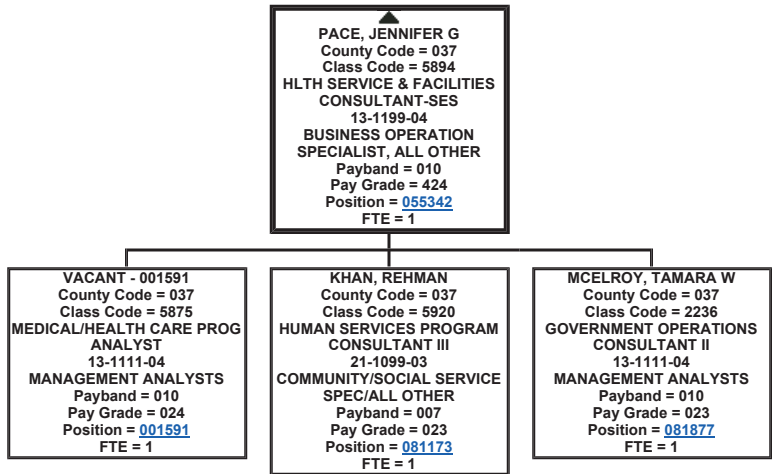 PACE, JENNIFER G
County Code = 037
Class Code = 5894
HLTH SERVICE & FACILITIES
CONSULTANT-SES
13-1199-04
BUSINESS OPERATION
SPECIALIST, ALL OTHER
Payband = 010
Pay Grade = 424
Position = 055342
FTE = 1
VACANT - 001591
County Code = 037
Class Code = 5875
MEDICAL/HEALTH CARE PROG
ANALYST
13-1111-04
MANAGEMENT ANALYSTS
Payband = 010
Pay Grade = 024
Position = 001591
FTE = 1
KHAN, REHMAN
County Code = 037
Class Code = 5920
HUMAN SERVICES PROGRAM
CONSULTANT III
21-1099-03
COMMUNITY/SOCIAL SERVICE
SPEC/ALL OTHER
Payband = 007
Pay Grade = 023
Position = 081173
FTE = 1
MCELROY, TAMARA W
County Code = 037
Class Code = 2236
GOVERNMENT OPERATIONS
CONSULTANT II
13-1111-04
MANAGEMENT ANALYSTS
Payband = 010
Pay Grade = 023
Position = 081877
FTE = 1